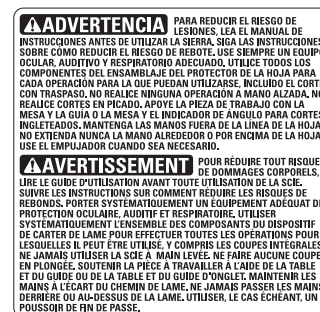 ADVERTENCIA PARA REDUCIR EL RIESGO DE
LESIONES, LEA EL MANUAL DE
INSTRUCCIONES ANTES DE UTILIZAR LA SIERRA. SIGA LAS INSTRUCCIONES
SOBRE CÓMO REDUCIR EL RIESGO DE REBOTE. USE SIEMPRE UN EQUIPO
OCULAR, AUDITIVO Y RESPIRATORIO ADECUADO. UTILICE TODOS LOS
COMPONENTES DEL ENSAMBLAJE DEL PROTECTOR DE LA HOJA PARA
CADA OPERACIÓN PARA LA QUE PUEDAN UTILIZARSE, INCLUIDO EL CORTE
CON TRASPASO. NO REALICE NINGUNA OPERACIÓN A MANO ALZADA. NO
REALICE CORTES EN PICADO. APOYE LA PIEZA DE TRABAJO CON LA
MESA Y LA GUÍA O LA MESA Y EL INDICADOR DE ÁNGULO PARA CORTES
INGLETEADOS. MANTENGA LAS MANOS FUERA DE LA LÍNEA DE LA HOJA.
NO EXTIENDA NUNCA LA MANO ALREDEDOR O POR ENCIMA DE LA HOJA.
USE EL EMPUJADOR CUANDO SEA NECESARIO.
AVERTISSEMENT POUR RÉDUIRE TOUT RISQUE
DE DOMMAGES CORPORELS,
LIRE LE GUIDE D'UTILISATION AVANT TOUTE UTILISATION DE LA SCIE.
SUIVRE LES INSTRUCTIONS SUR COMMENT RÉDUIRE LES RISQUES DE
REBONDS. PORTER SYSTÉMATIQUEMENT UN ÉQUIPEMENT ADÉQUAT DE
PROTECTION OCULAIRE, AUDITIF ET RESPIRATOIRE. UTILISER
SYSTÉMATIQUEMENT L'ENSEMBLE DES COMPOSANTS DU DISPOSITIF
DE CARTER DE LAME POUR EFFECTUER TOUTES LES OPÉRATIONS POUR
LESQUELLES IL PEUT ÊTRE UTILISÉ, Y COMPRIS LES COUPES INTÉGRALES.
NE JAMAIS UTILISER LA SCIE À MAIN LEVÉE. NE FAIRE AUCUNE COUPE
EN PLONGÉE. SOUTENIR LA PIÈCE À TRAVAILLER À L'AIDE DE LA TABLE
ET DU GUIDE OU DE LA TABLE ET DU GUIDE D'ONGLET. MAINTENIR LES
MAINS À L'ÉCART DU CHEMIN DE LAME. NE JAMAIS PASSER LES MAINS
DERRIÈRE OU AU-DESSUS DE LA LAME. UTILISER, LE CAS ÉCHÉANT, UN
POUSSOIR DE FIN DE PASSE.